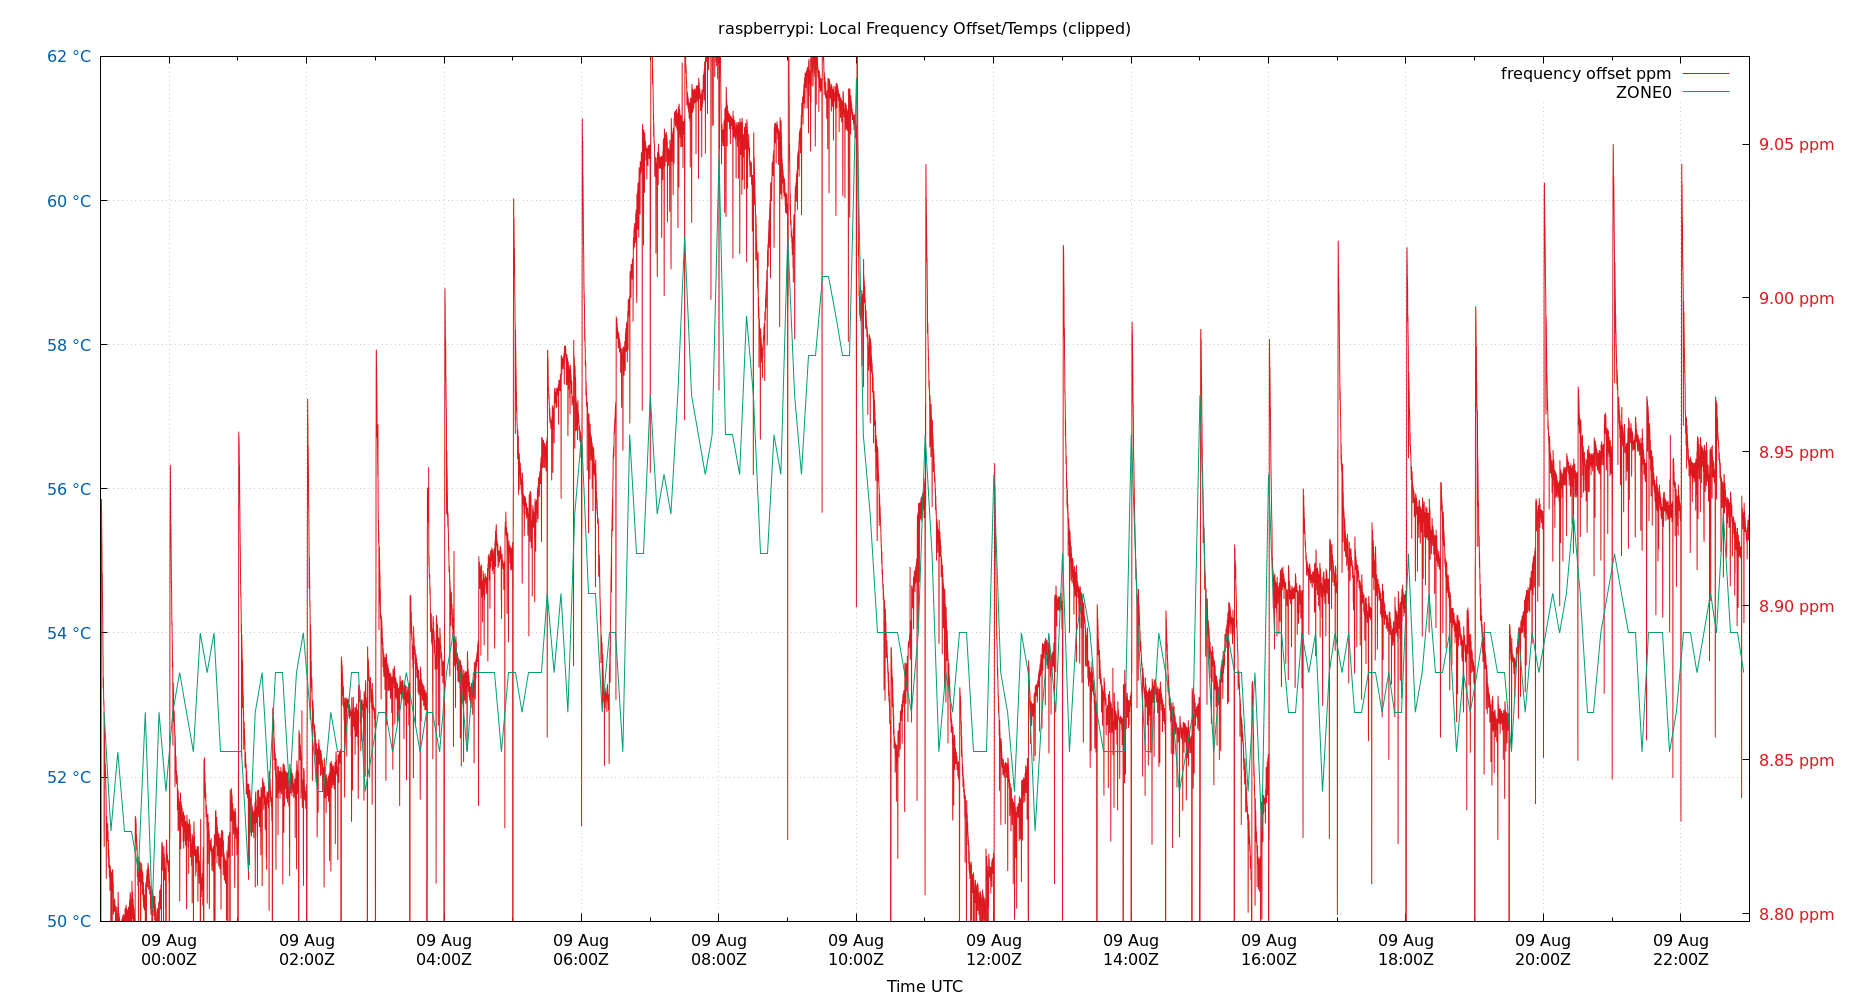 raspberrypi: Local Frequency Offset/Temps (clipped)
frequency offset ppm
ZONE0
62 °C
60 °C
58 °C
56 °C
54 °C
52 °C
50 °C
9.05 ppm
9.00 ppm
8.95 ppm
8.90 ppm
8.85 ppm
8.80 ppm
09 Aug 09 Aug 09 Aug 09 Aug 09 Aug 09 Aug 09 Aug 09 Aug 09 Aug 09 Aug 09 Aug 09 Aug
00:00Z 02:00Z 04:00Z 06:00Z 08:00Z 10:00Z 12:00Z 14:00Z 16:00Z 18:00Z 20:00Z 22:00Z
Time UTC